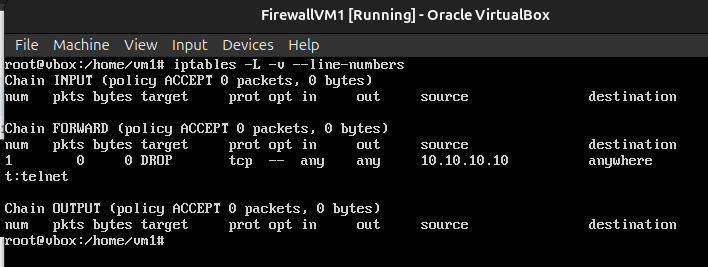 FirewallVM1 [Running] - Oracle VirtualBox
File Machine View Input Devices Help
root@vbox:/home/vm1# iptables -L -v --line-numbers
Chain INPUT (policy ACCEPT 0 packets, 0 bytes)
num pkts bytes target prot opt in out source destination
Chain FORWARD (policy ACCEPT 0 packets, 0 bytes)
num pkts bytes target prot opt in out source destination
1 0 0 DROP tcp -- any any 10.10.10.10 anywhere
t:telnet
Chain OUTPUT (policy ACCEPT 0 packets, 0 bytes)
num pkts bytes target prot opt in out source destination
root@vbox:/home/vm1#